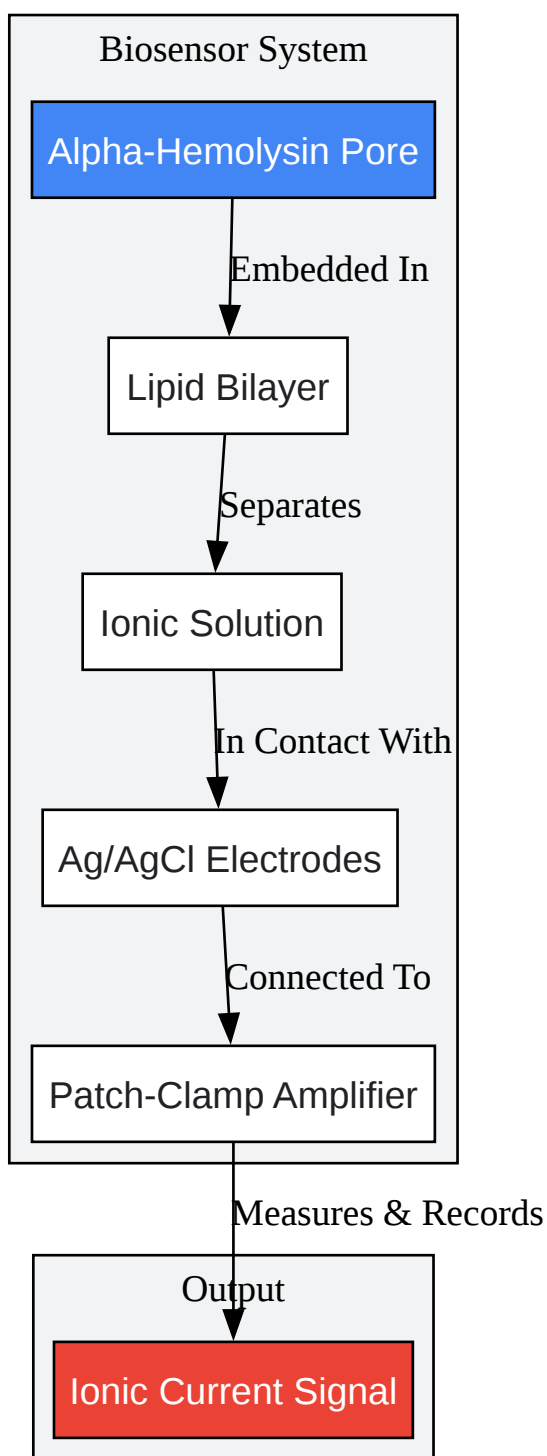 Biosensor System
Alpha-Hemolysin Pore
Embedded In
Lipid Bilayer
Separates
Ionic Solution
In Contact With
Ag/AgCl Electrodes
Connected To
Patch-Clamp Amplifier
Measures & Records
Output
Ionic Current Signal